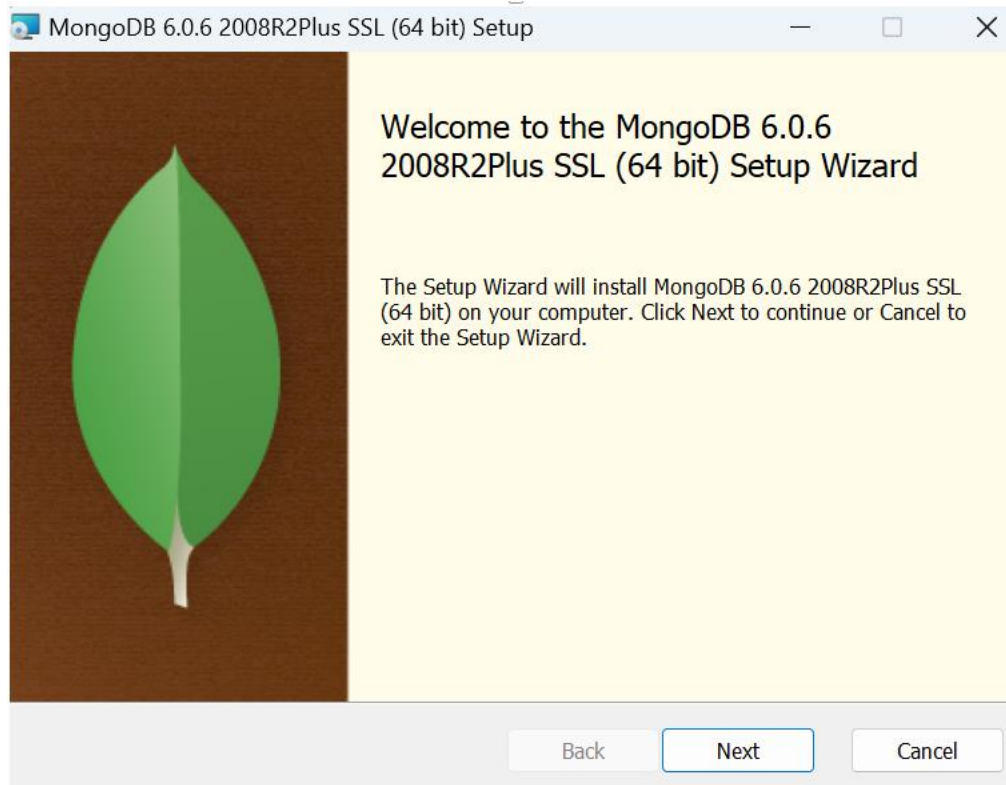 MongoDB 6.0.6 2008R2Plus SSL (64 bit) Setup
Welcome to the MongoDB 6.0.6
2008R2Plus SSL (64 bit) Setup Wizard
The Setup Wizard will install MongoDB 6.0.6 2008R2Plus SSL
(64 bit) on your computer. Click Next to continue or Cancel to
exit the Setup Wizard.
Back Next Cancel